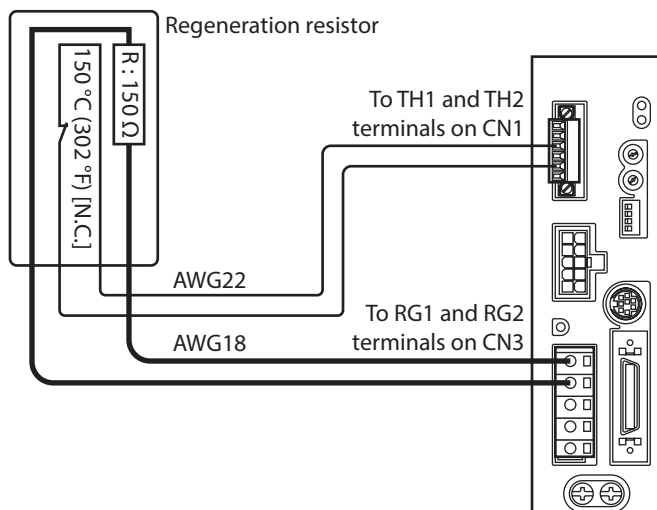 Regeneration resistor
R : 150 Ω
150 °C (302 °F) [N.C.]
To TH1 and TH2
terminals on CN1
AWG22
To RG1 and RG2
terminals on CN3
AWG18